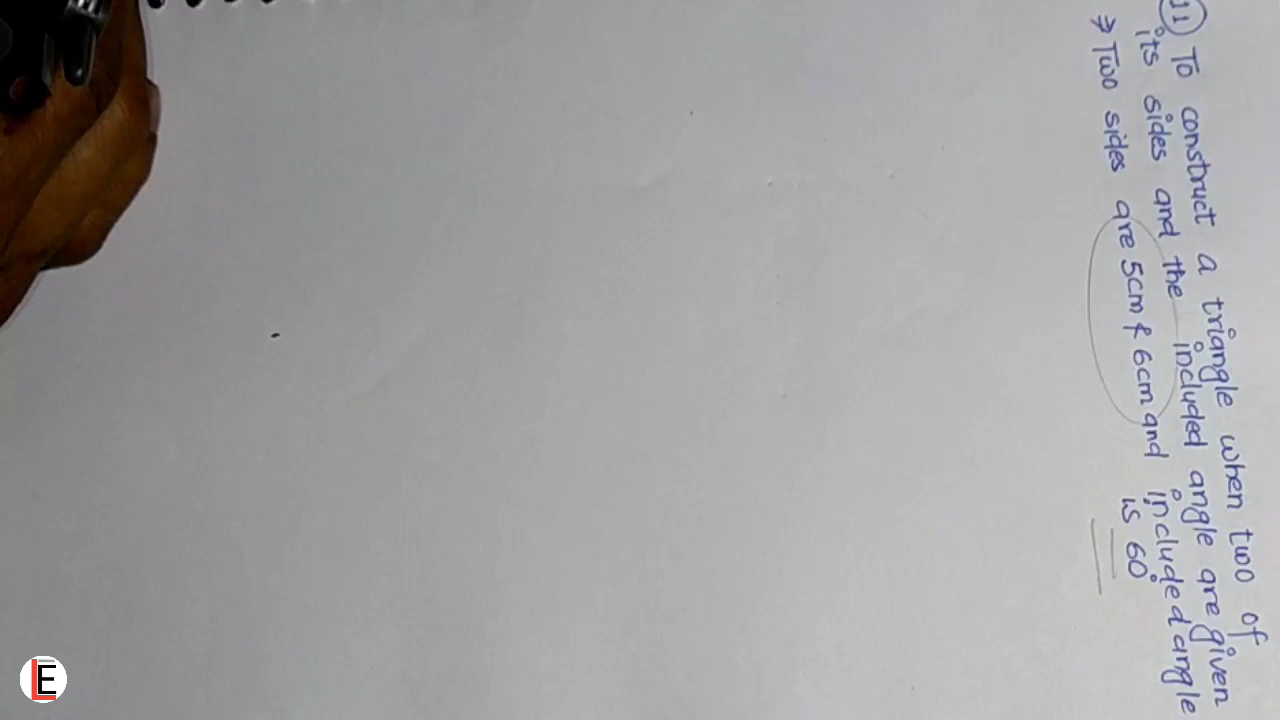 11 To construct a triangle when two of
its sides and the included angle are given
⇒ Two sides are 5cm & 6cm and included angle
is 60°
LE